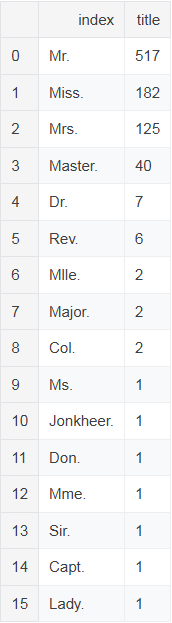 index title
0 Mr. 517
1 Miss. 182
2 Mrs. 125
3 Master. 40
4 Dr. 7
5 Rev. 6
6 Mlle. 2
7 Major. 2
8 Col. 2
9 Ms. 1
10 Jonkheer. 1
11 Don. 1
12 Mme. 1
13 Sir. 1
14 Capt. 1
15 Lady. 1